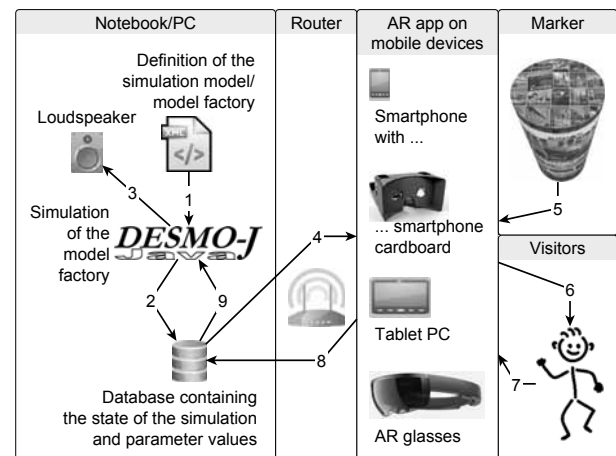 Notebook/PC
Router
AR app on
mobile devices
Marker
Definition of the
simulation model/
model factory
XML
</>
Loudspeaker
3
1
Simulation
of the
model
factory
DESMO-J
Java
2
9
4
8
Database containing
the state of the simulation
and parameter values
Smartphone
with ...
... smartphone
cardboard
Tablet PC
AR glasses
5
Visitors
6
7